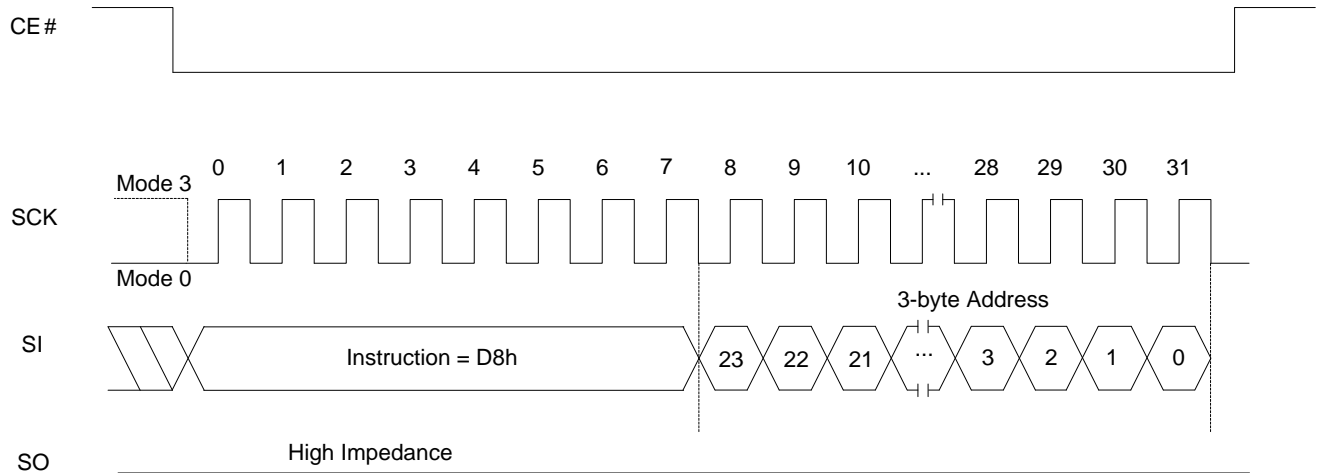 CE#
0 1 2 3 4 5 6 7 8 9 10 ... 28 29 30 31
Mode 3
SCK
Mode 0
3-byte Address
SI
Instruction = D8h
23 22 21 ... 3 2 1 0
High Impedance
SO